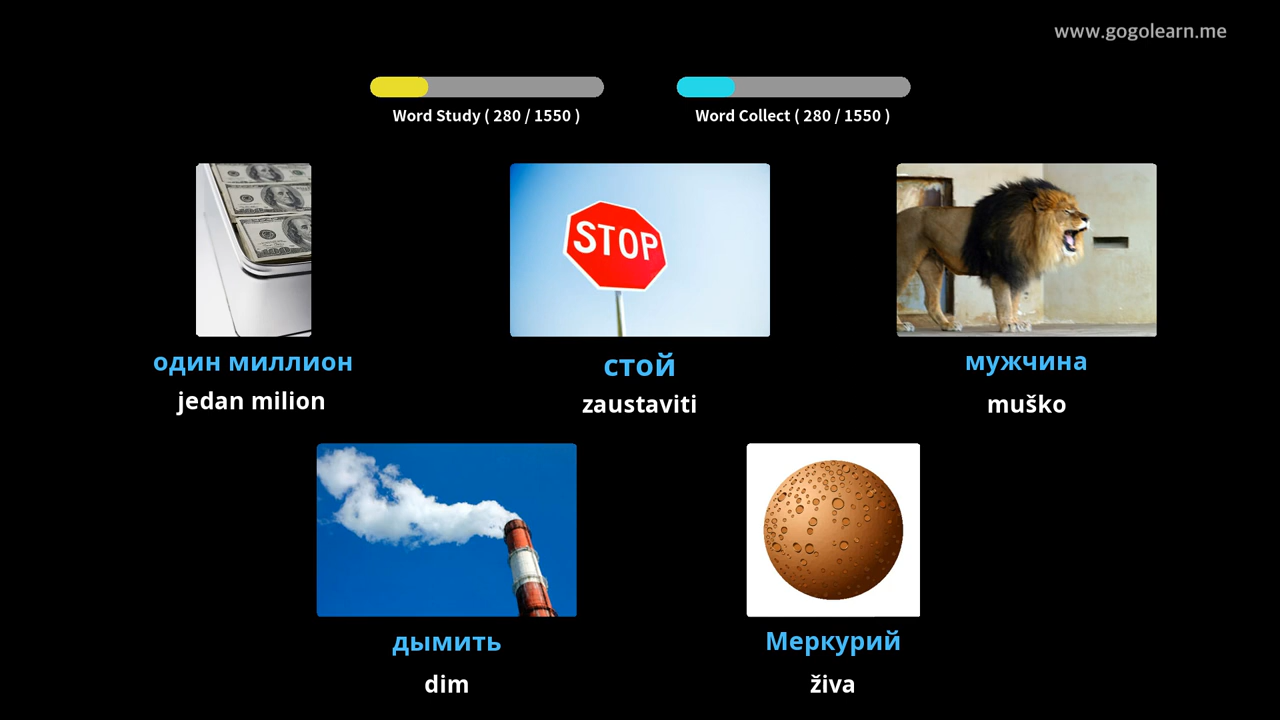 www.gogolearn.me
Word Study ( 280 / 1550 )
Word Collect ( 280 / 1550 )
STOP
один миллион
jedan milion
стой
zaustaviti
мужчина
muško
дымить
dim
Меркурий
živa